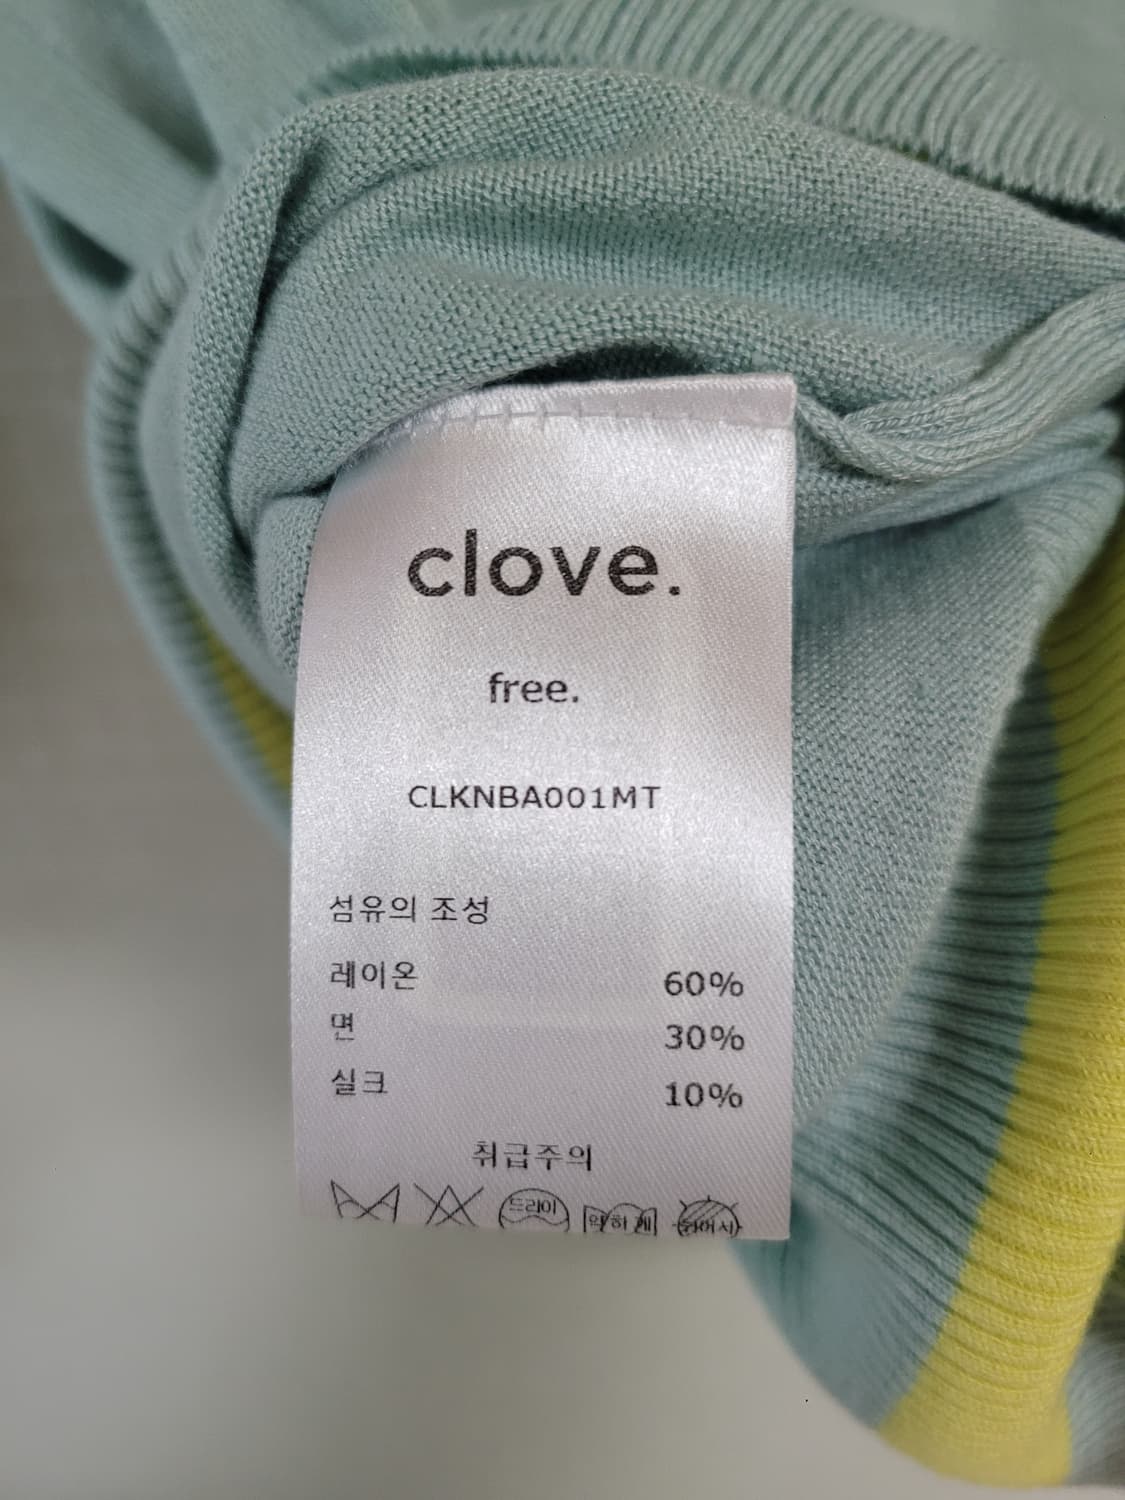 clove.
free.
CLKNBA001MT
섬유의 조성
레이온 60%
면 30%
실크 10%
취급주의
드라이
약하게